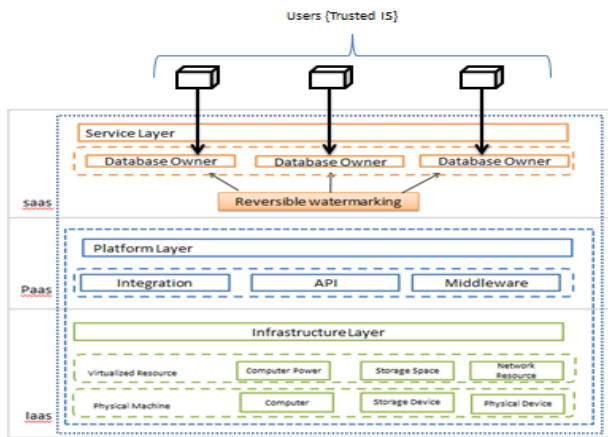 Users {Trusted IS}
Service Layer
Database Owner Database Owner Database Owner
Reversible watermarking
saas
Platform Layer
Integration API Middleware
Paas
Infrastructure Layer
Virtualized Resource Computer Power Storage Space Network
Resource
Physical Machine Computer Storage Device Physical Device
Iaas